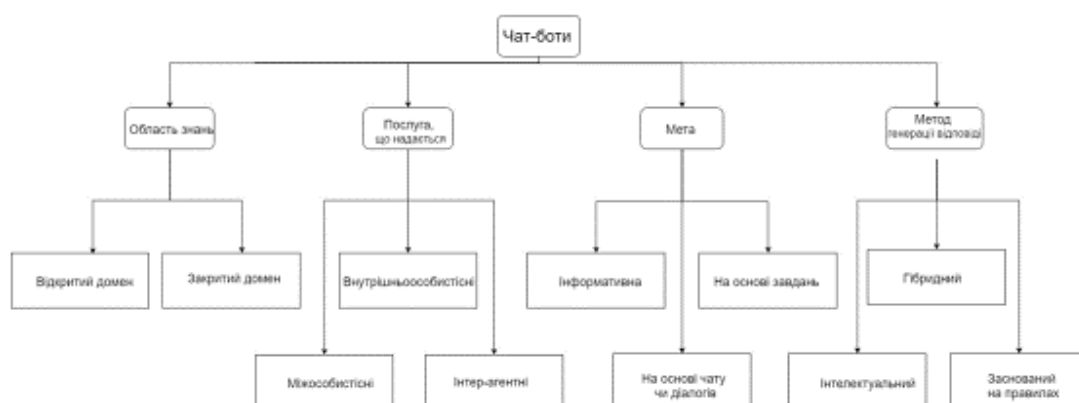 Чат-боти
Область знань
Послуга,
що надається
Мета
Метод
генерації відповіді
Відкритий домен
Закритий домен
Внутрішньоособистісні
Інформативна
На основі завдань
Гібридний
Міжособистісні
Інтер-агентні
На основі чату
чи діалогів
Інтелектуальний
Заснований
на правилах